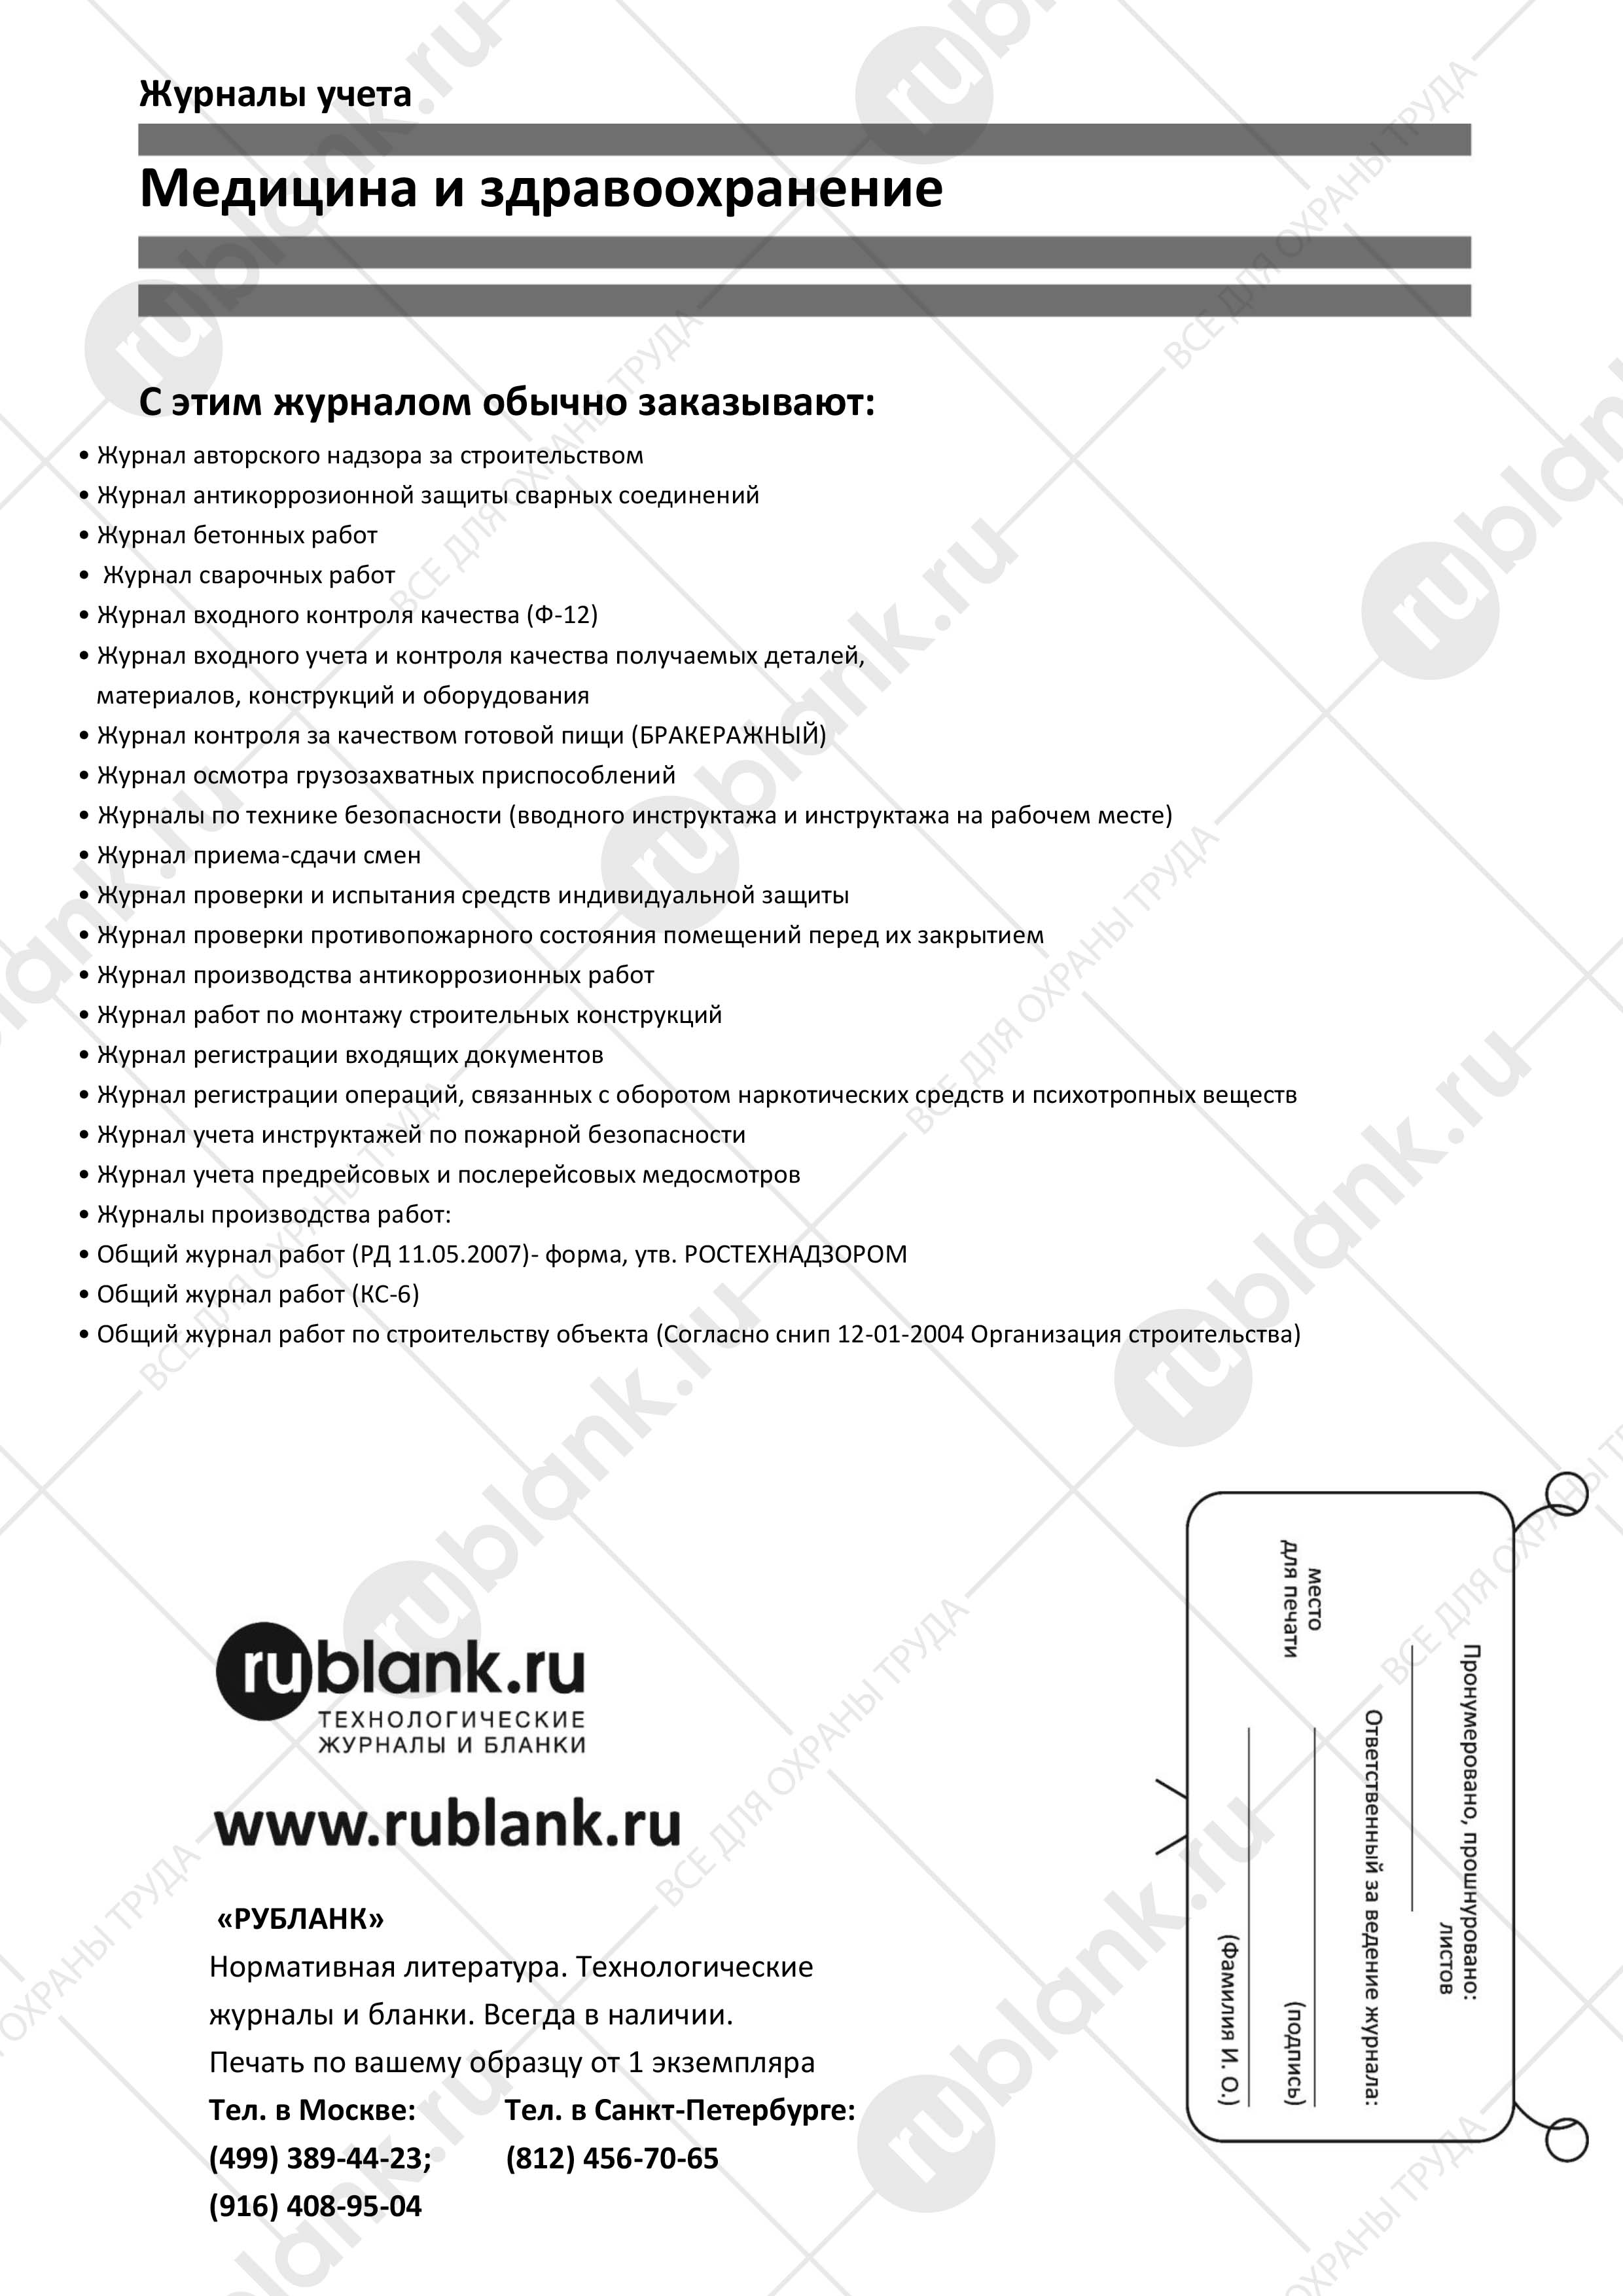 Журналы учета
Медицина и здравоохранение
С этим журналом обычно заказывают:
• Журнал авторского надзора за строительством
• Журнал антикоррозионной защиты сварных соединений
• Журнал бетонных работ
• Журнал сварочных работ
• Журнал входного контроля качества (Ф-12)
• Журнал входного учета и контроля качества получаемых деталей,
материалов, конструкций и оборудования
• Журнал контроля за качеством готовой пищи (БРАКЕРАЖНЫЙ)
• Журнал осмотра грузозахватных приспособлений
• Журналы по технике безопасности (вводного инструктажа и инструктажа на рабочем месте)
• Журнал приема-сдачи смен
• Журнал проверки и испытания средств индивидуальной защиты
• Журнал проверки противопожарного состояния помещений перед их закрытием
• Журнал производства антикоррозионных работ
• Журнал работ по монтажу строительных конструкций
• Журнал регистрации входящих документов
• Журнал регистрации операций, связанных с оборотом наркотических средств и психотропных веществ
• Журнал учета инструктажей по пожарной безопасности
• Журнал учета предрейсовых и послерейсовых медосмотров
• Журналы производства работ:
• Общий журнал работ (РД 11.05.2007)- форма, утв. РОСТЕХНАДЗОРОМ
• Общий журнал работ (КС-6)
• Общий журнал работ по строительству объекта (Согласно снип 12-01-2004 Организация строительства)
rublank.ru
ТЕХНОЛОГИЧЕСКИЕ
ЖУРНАЛЫ И БЛАНКИ
www.rublank.ru
«РУБЛАНК»
Нормативная литература. Технологические
журналы и бланки. Всегда в наличии.
Печать по вашему образцу от 1 экземпляра
Тел. в Москве: Тел. в Санкт-Петербурге:
(499) 389-44-23; (812) 456-70-65
(916) 408-95-04
Пронумеровано, прошнуровано:
листов
Ответственный за ведение журнала:
место
для печати
(подпись)
(Фамилия И. О.)
rublank.ru
ВСЕ ДЛЯ ОХРАНЫ ТРУДА